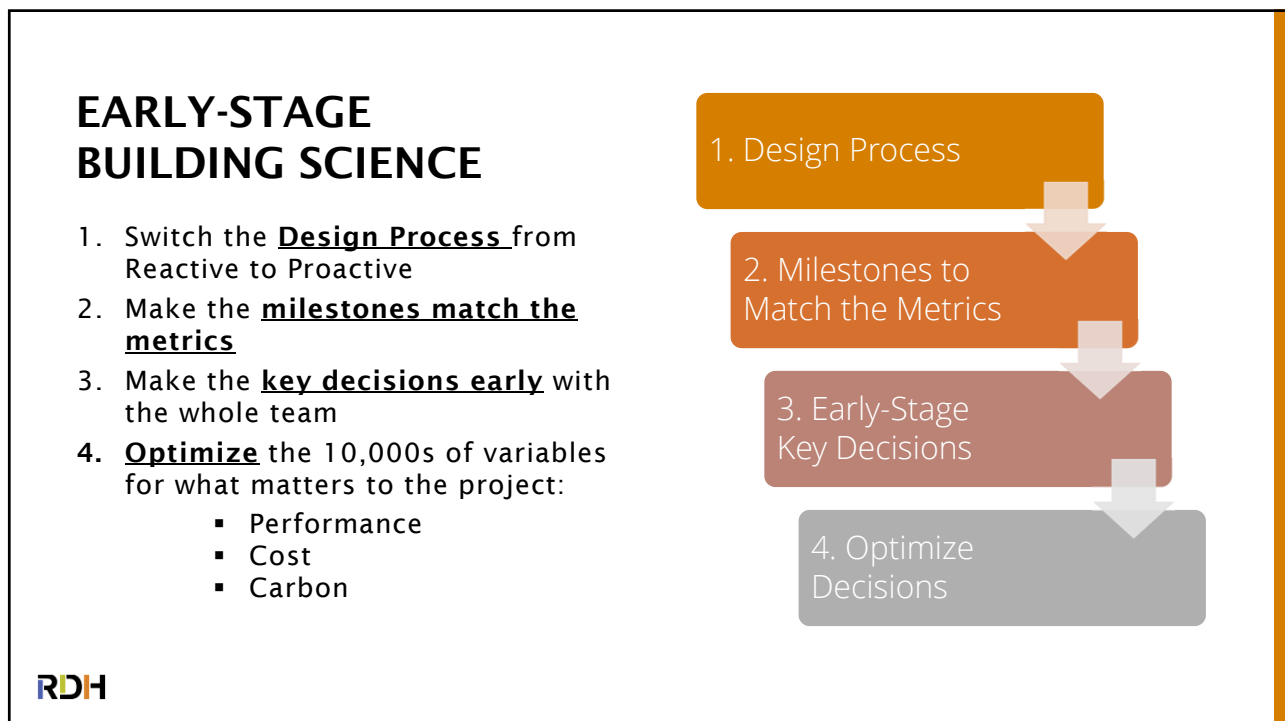 EARLY-STAGE
BUILDING SCIENCE
1. Switch the Design Process from
Reactive to Proactive
2. Make the milestones match the
metrics
3. Make the key decisions early with
the whole team
4. Optimize the 10,000s of variables
for what matters to the project:
▪ Performance
▪ Cost
▪ Carbon
1. Design Process
2. Milestones to
Match the Metrics
3. Early-Stage
Key Decisions
4. Optimize
Decisions
RDH